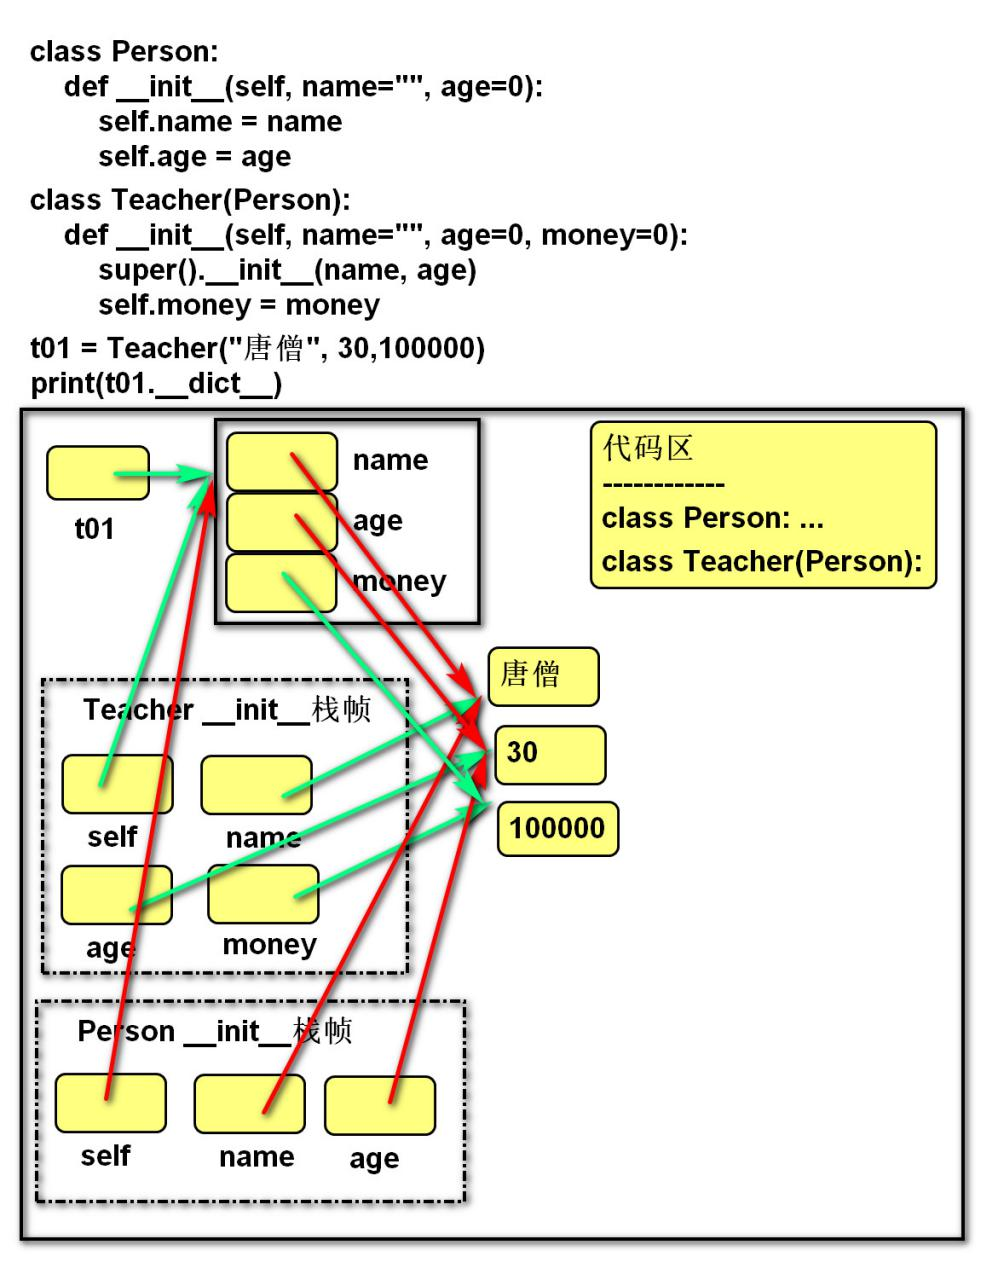 class Person:
def __init__(self, name="", age=0):
self.name = name
self.age = age
class Teacher(Person):
def __init__(self, name="", age=0, money=0):
super().__init__(name, age)
self.money = money
t01 = Teacher("唐僧", 30,100000)
print(t01.__dict__)
t01
name
age
money
代码区
------------
class Person: ...
class Teacher(Person):
唐僧
30
100000
Teacher __init__栈帧
self
name
age
money
Person __init__栈帧
self
name
age